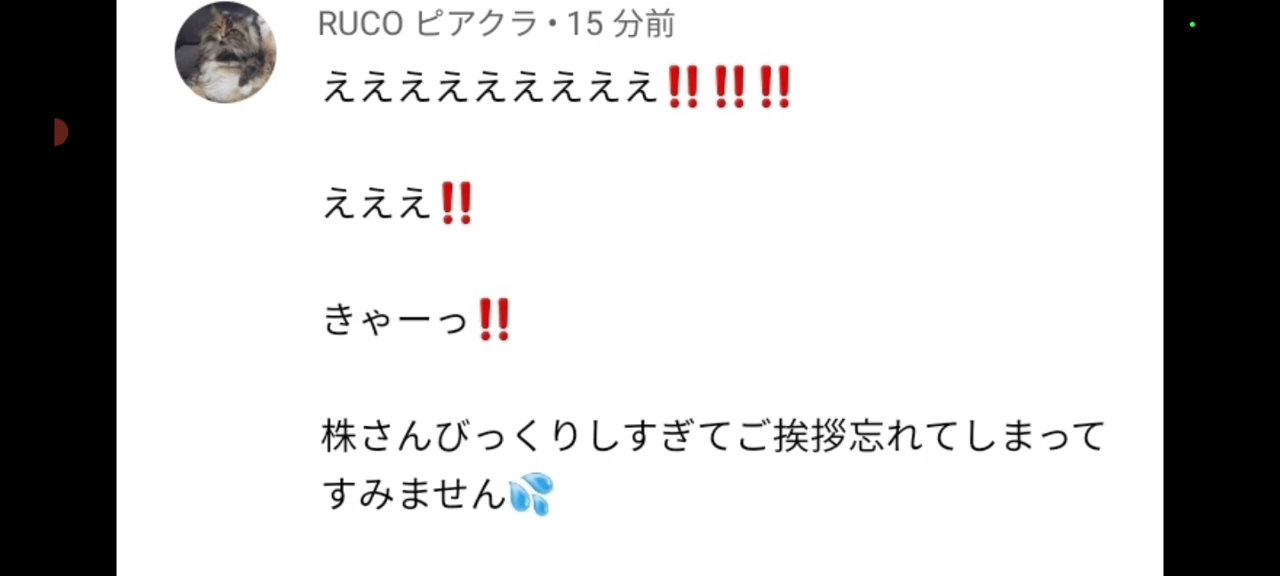 RUCO ピアクラ • 15 分前
えええええええええ‼️‼️‼️
えええ‼️
きゃーっ‼️
株さんびっくりしすぎてご挨拶忘れてしまって
すみません💦